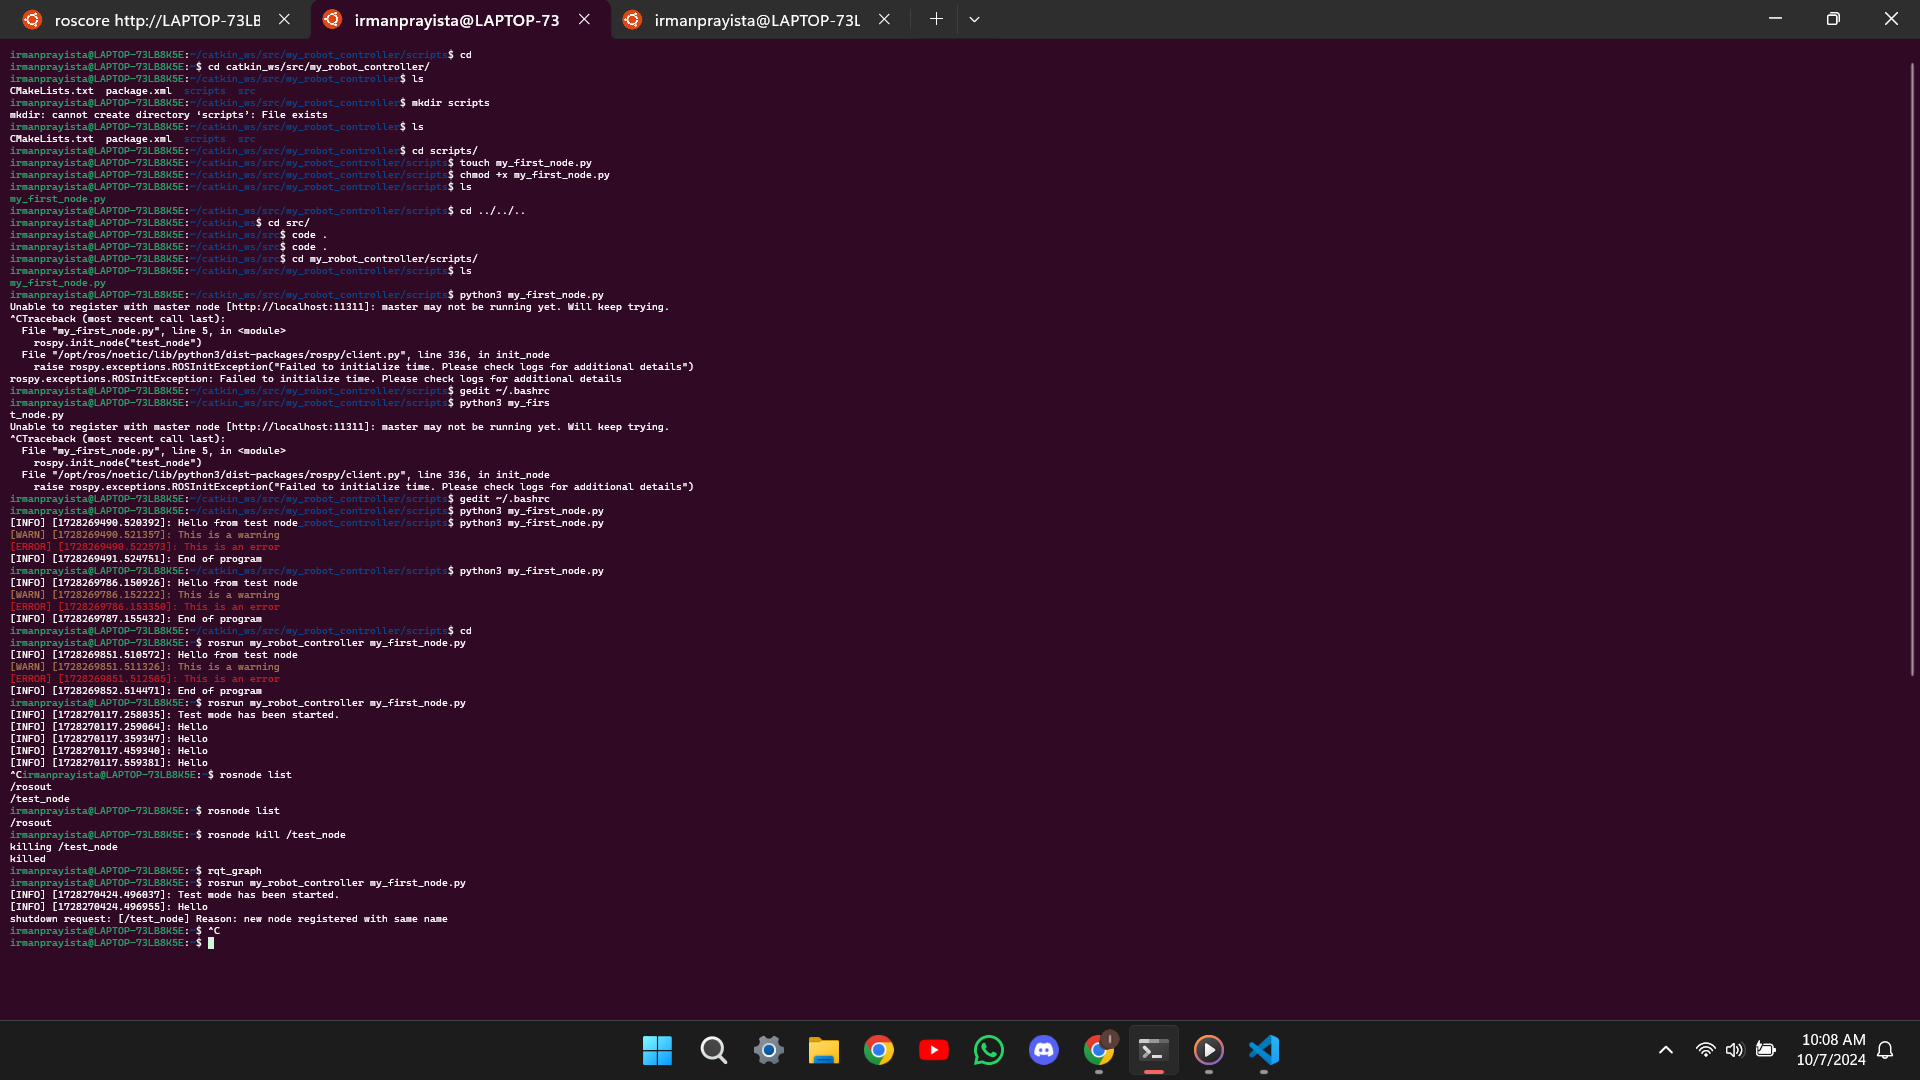 roscore http://LAPTOP-73LB
irmanprayista@LAPTOP-73
irmanprayista@LAPTOP-73L
irmanprayista@LAPTOP-73LB8K5E:~/catkin_ws/src/my_robot_controller/scripts$ cd
irmanprayista@LAPTOP-73LB8K5E:~$ cd catkin_ws/src/my_robot_controller/
irmanprayista@LAPTOP-73LB8K5E:~/catkin_ws/src/my_robot_controller$ ls
CMakeLists.txt  package.xml  scripts  src
irmanprayista@LAPTOP-73LB8K5E:~/catkin_ws/src/my_robot_controller$ mkdir scripts
mkdir: cannot create directory ‘scripts’: File exists
irmanprayista@LAPTOP-73LB8K5E:~/catkin_ws/src/my_robot_controller$ ls
CMakeLists.txt  package.xml  scripts  src
irmanprayista@LAPTOP-73LB8K5E:~/catkin_ws/src/my_robot_controller$ cd scripts/
irmanprayista@LAPTOP-73LB8K5E:~/catkin_ws/src/my_robot_controller/scripts$ touch my_first_node.py
irmanprayista@LAPTOP-73LB8K5E:~/catkin_ws/src/my_robot_controller/scripts$ chmod +x my_first_node.py
irmanprayista@LAPTOP-73LB8K5E:~/catkin_ws/src/my_robot_controller/scripts$ ls
my_first_node.py
irmanprayista@LAPTOP-73LB8K5E:~/catkin_ws/src/my_robot_controller/scripts$ cd ../../..
irmanprayista@LAPTOP-73LB8K5E:~/catkin_ws$ cd src/
irmanprayista@LAPTOP-73LB8K5E:~/catkin_ws/src$ code .
irmanprayista@LAPTOP-73LB8K5E:~/catkin_ws/src$ code .
irmanprayista@LAPTOP-73LB8K5E:~/catkin_ws/src$ cd my_robot_controller/scripts/
irmanprayista@LAPTOP-73LB8K5E:~/catkin_ws/src/my_robot_controller/scripts$ ls
my_first_node.py
irmanprayista@LAPTOP-73LB8K5E:~/catkin_ws/src/my_robot_controller/scripts$ python3 my_first_node.py
Unable to register with master node [http://localhost:11311]: master may not be running yet. Will keep trying.
^CTraceback (most recent call last):
  File "my_first_node.py", line 5, in <module>
    rospy.init_node("test_node")
  File "/opt/ros/noetic/lib/python3/dist-packages/rospy/client.py", line 336, in init_node
    raise rospy.exceptions.ROSInitException("Failed to initialize time. Please check logs for additional details")
rospy.exceptions.ROSInitException: Failed to initialize time. Please check logs for additional details
irmanprayista@LAPTOP-73LB8K5E:~/catkin_ws/src/my_robot_controller/scripts$ gedit ~/.bashrc
irmanprayista@LAPTOP-73LB8K5E:~/catkin_ws/src/my_robot_controller/scripts$ python3 my_firs
t_node.py
Unable to register with master node [http://localhost:11311]: master may not be running yet. Will keep trying.
^CTraceback (most recent call last):
  File "my_first_node.py", line 5, in <module>
    rospy.init_node("test_node")
  File "/opt/ros/noetic/lib/python3/dist-packages/rospy/client.py", line 336, in init_node
    raise rospy.exceptions.ROSInitException("Failed to initialize time. Please check logs for additional details")
irmanprayista@LAPTOP-73LB8K5E:~/catkin_ws/src/my_robot_controller/scripts$ gedit ~/.bashrc
irmanprayista@LAPTOP-73LB8K5E:~/catkin_ws/src/my_robot_controller/scripts$ python3 my_first_node.py
[INFO] [1728269490.520392]: Hello from test node_robot_controller/scripts$ python3 my_first_node.py
[WARN] [1728269490.521357]: This is a warning
[ERROR] [1728269490.522573]: This is an error
[INFO] [1728269491.524751]: End of program
irmanprayista@LAPTOP-73LB8K5E:~/catkin_ws/src/my_robot_controller/scripts$ python3 my_first_node.py
[INFO] [1728269786.150926]: Hello from test node
[WARN] [1728269786.152222]: This is a warning
[ERROR] [1728269786.153350]: This is an error
[INFO] [1728269787.155432]: End of program
irmanprayista@LAPTOP-73LB8K5E:~/catkin_ws/src/my_robot_controller/scripts$ cd
irmanprayista@LAPTOP-73LB8K5E:~$ rosrun my_robot_controller my_first_node.py
[INFO] [1728269851.510572]: Hello from test node
[WARN] [1728269851.511326]: This is a warning
[ERROR] [1728269851.512505]: This is an error
[INFO] [1728269852.514471]: End of program
irmanprayista@LAPTOP-73LB8K5E:~$ rosrun my_robot_controller my_first_node.py
[INFO] [1728270117.258035]: Test mode has been started.
[INFO] [1728270117.259064]: Hello
[INFO] [1728270117.359347]: Hello
[INFO] [1728270117.459340]: Hello
[INFO] [1728270117.559381]: Hello
^Cirmanprayista@LAPTOP-73LB8K5E:~$ rosnode list
/rosout
/test_node
irmanprayista@LAPTOP-73LB8K5E:~$ rosnode list
/rosout
irmanprayista@LAPTOP-73LB8K5E:~$ rosnode kill /test_node
killing /test_node
killed
irmanprayista@LAPTOP-73LB8K5E:~$ rqt_graph
irmanprayista@LAPTOP-73LB8K5E:~$ rosrun my_robot_controller my_first_node.py
[INFO] [1728270424.496037]: Test mode has been started.
[INFO] [1728270424.496955]: Hello
shutdown request: [/test_node] Reason: new node registered with same name
irmanprayista@LAPTOP-73LB8K5E:~$ ^C
irmanprayista@LAPTOP-73LB8K5E:~$
10:08 AM
10/7/2024